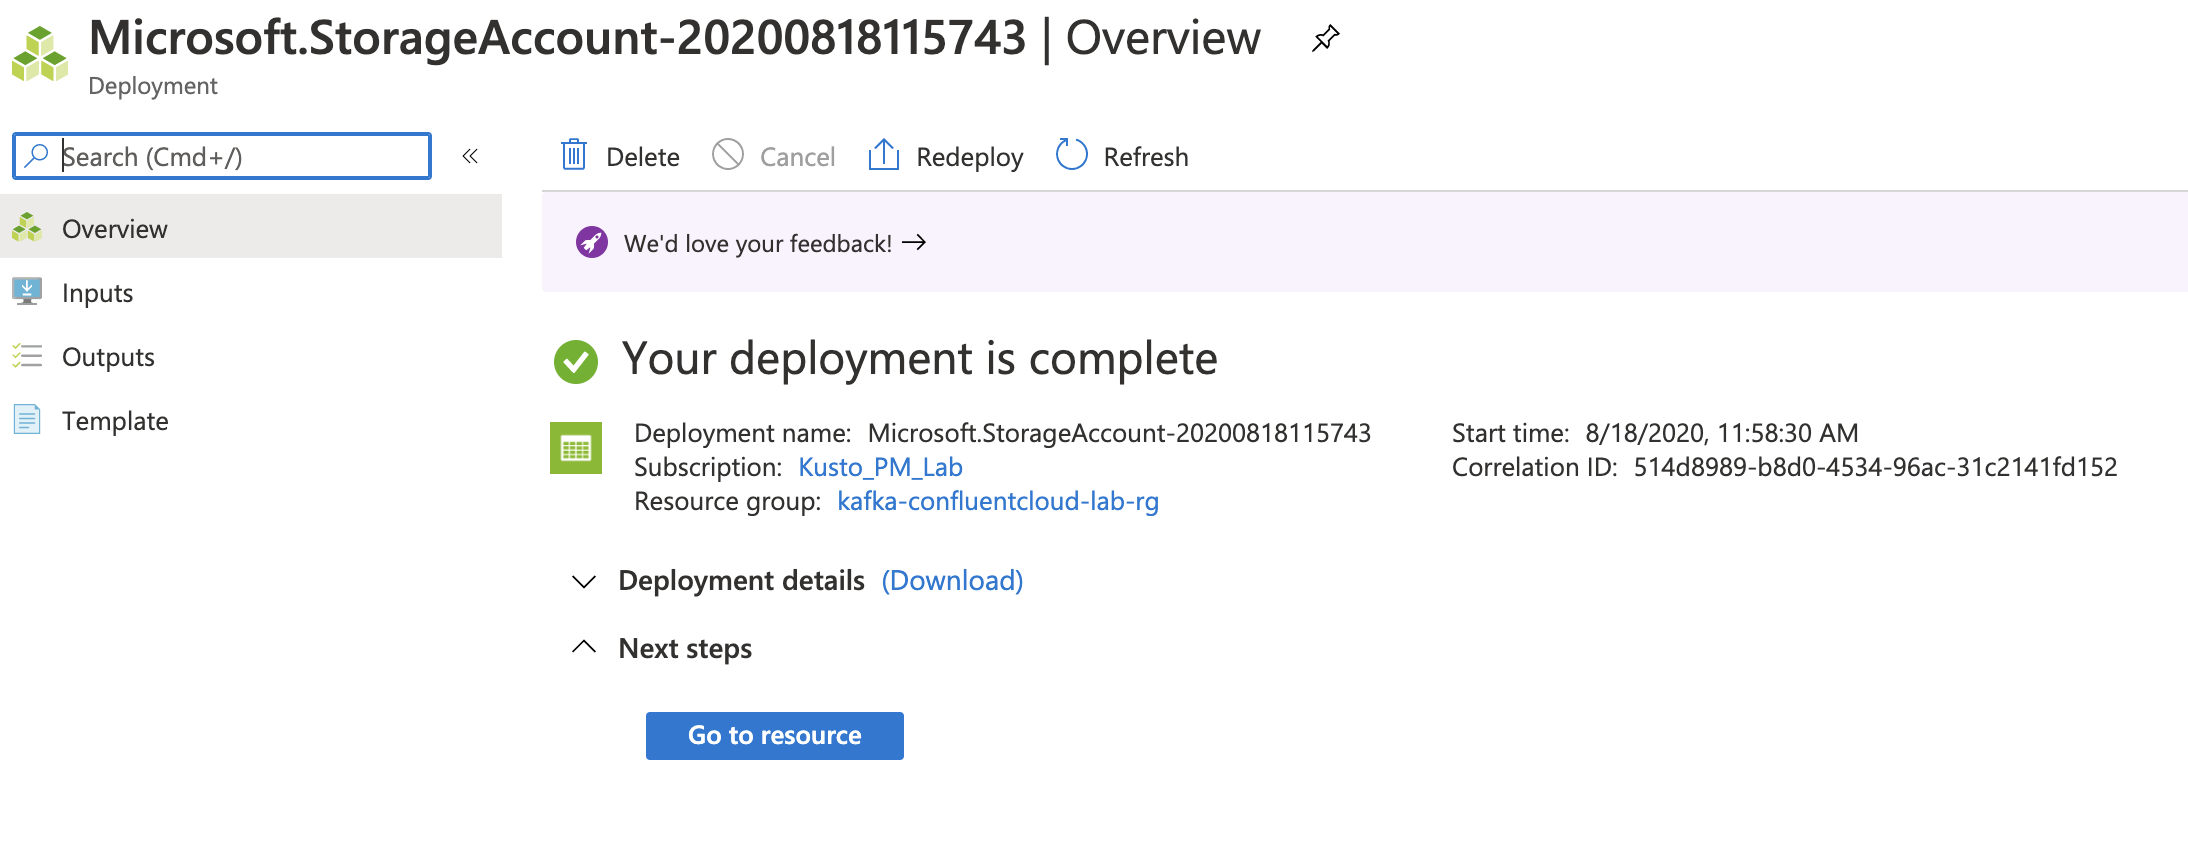 Microsoft.StorageAccount-20200818115743 | Overview
Deployment
Search (Cmd+/)
«
Overview
Inputs
Outputs
Template
Delete
Cancel
Redeploy
Refresh
We'd love your feedback! →
Your deployment is complete
Deployment name: Microsoft.StorageAccount-20200818115743
Subscription: Kusto_PM_Lab
Resource group: kafka-confluentcloud-lab-rg
Start time: 8/18/2020, 11:58:30 AM
Correlation ID: 514d8989-b8d0-4534-96ac-31c2141fd152
Deployment details (Download)
Next steps
Go to resource